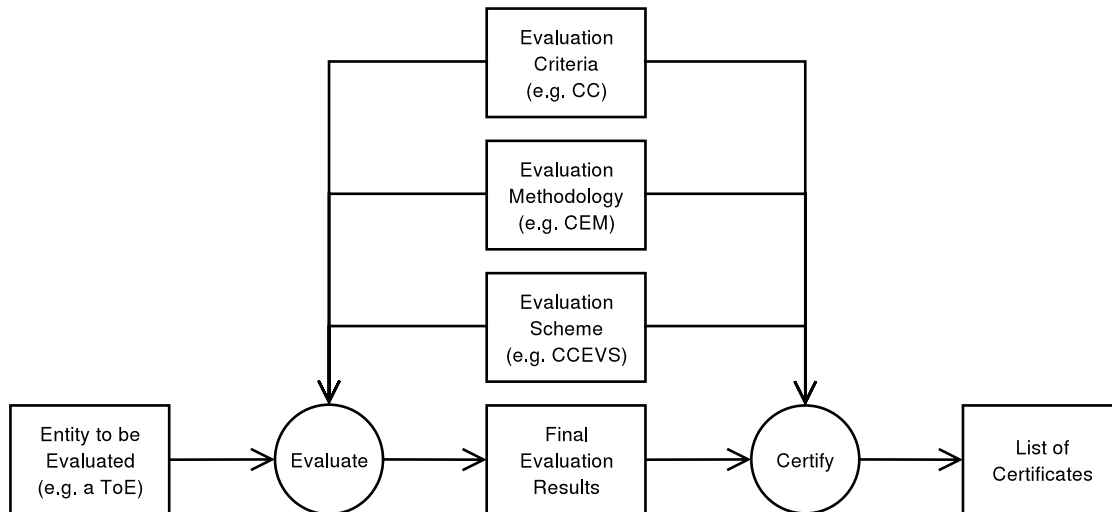 Evaluation
Criteria
(e.g. CC)
Evaluation
Methodology
(e.g. CEM)
Evaluation
Scheme
(e.g. CCEVS)
Entity to be
Evaluated
(e.g. a ToE)
Evaluate
Final
Evaluation
Results
Certify
List of
Certificates